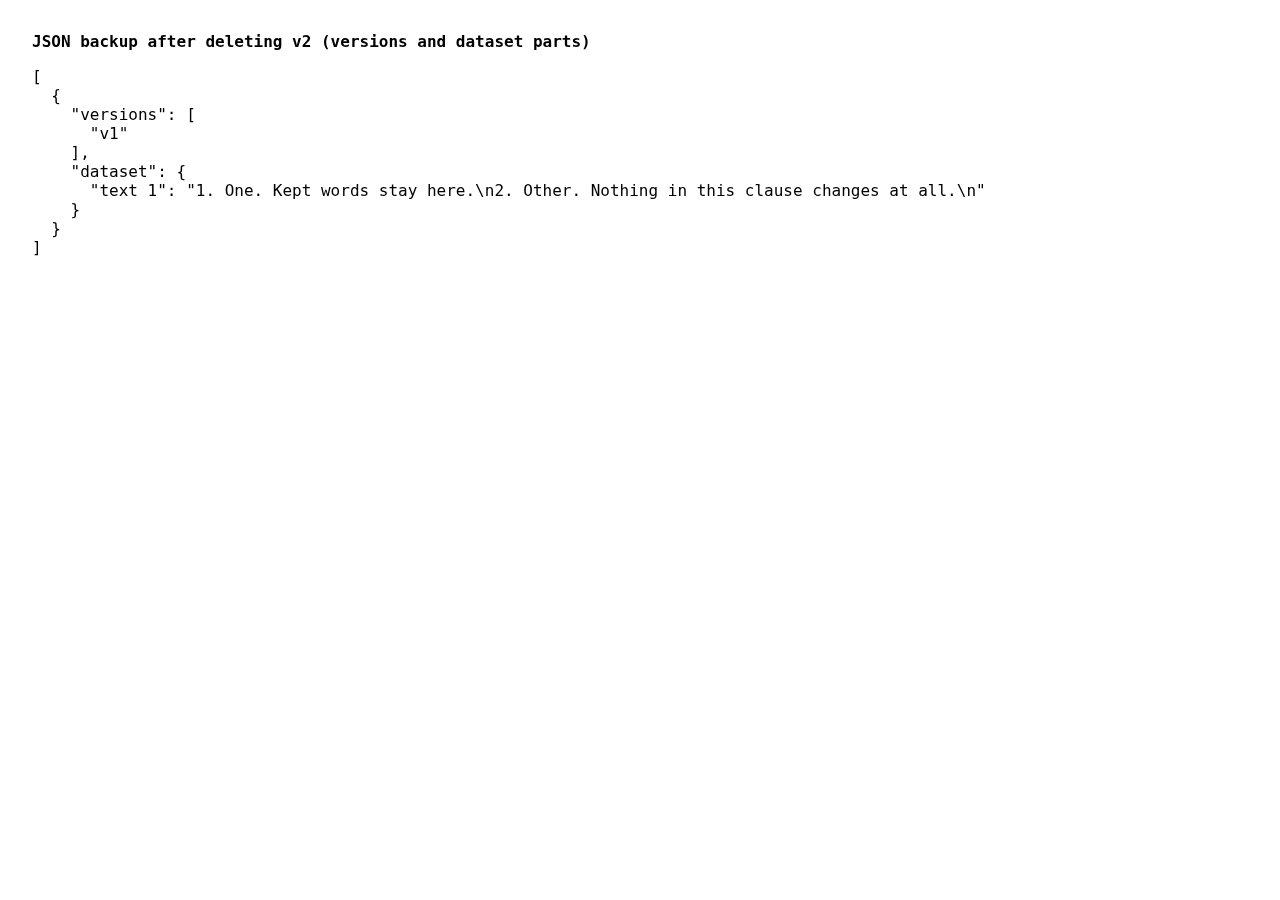 JSON backup after deleting v2 (versions and dataset parts)
[
  {
    "versions": [
      "v1"
    ],
    "dataset": {
      "text 1": "1. One. Kept words stay here.\n2. Other. Nothing in this clause changes at all.\n"
    }
  }
]